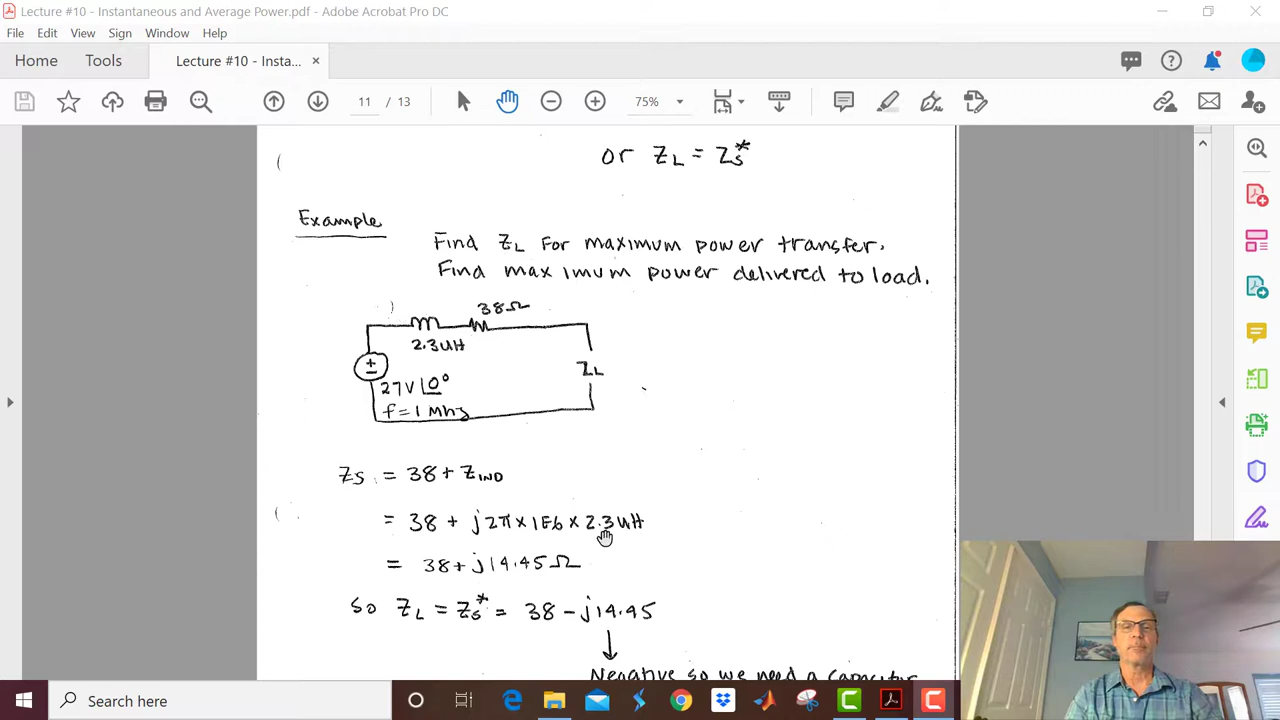 Lecture #10 - Instantaneous and Average Power.pdf - Adobe Acrobat Pro DC
File Edit View Sign Window Help
Home Tools Lecture #10 - Insta... ×
11 / 13 75%
or ZL = ZS*
Example
Find ZL for maximum power transfer.
Find maximum power delivered to load.
38Ω
2.3uH
ZL
27V|0°
f = 1 Mhz
ZS = 38 + ZIND
= 38 + j2π × 1E6 × 2.3uH
= 38 + j14.45Ω
So ZL = ZS* = 38 - j14.45
Negative so we need a capacitor
Search here